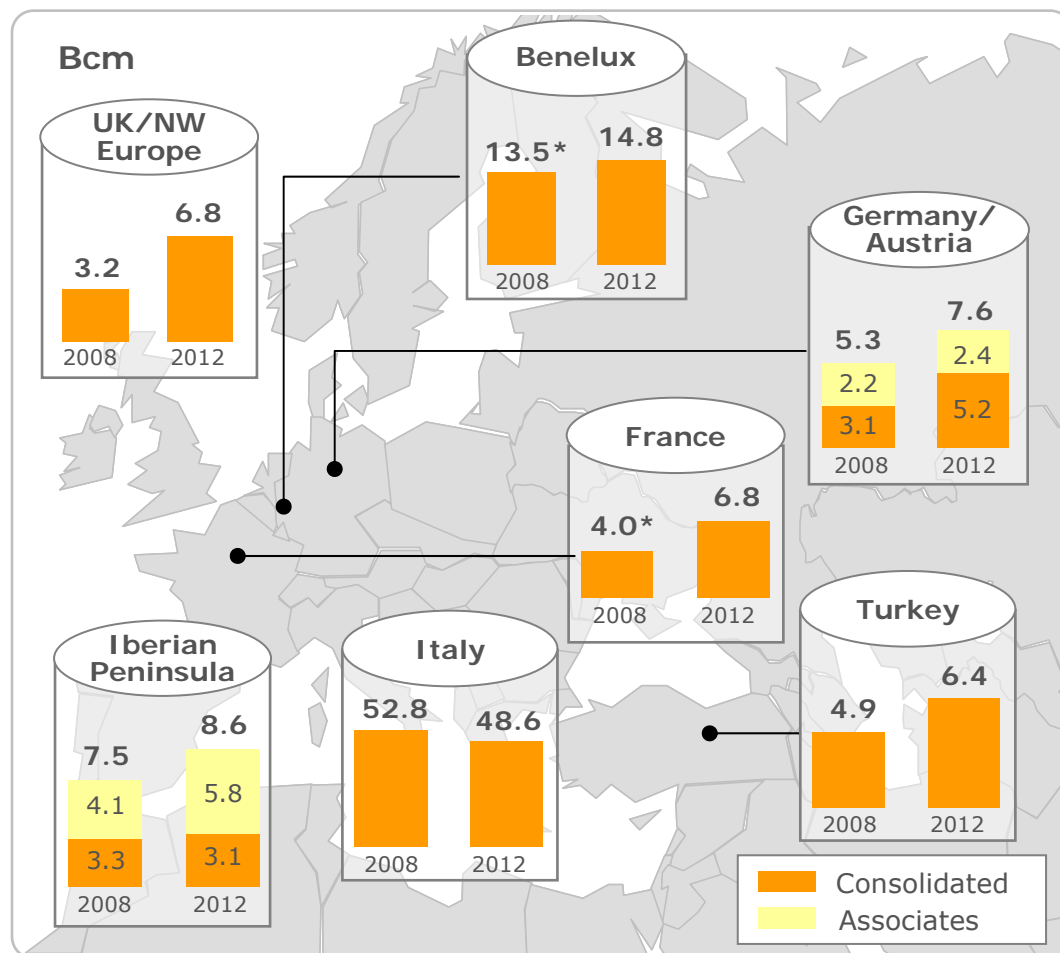 Bcm
UK/NW
Europe
3.2
6.8
2008
2012
Benelux
13.5*
14.8
2008
2012
Germany/
Austria
5.3
7.6
2.2
2.4
3.1
5.2
2008
2012
France
4.0*
6.8
2008
2012
Iberian
Peninsula
7.5
8.6
4.1
5.8
3.3
3.1
2008
2012
Italy
52.8
48.6
2008
2012
Turkey
4.9
6.4
2008
2012
Consolidated
Associates